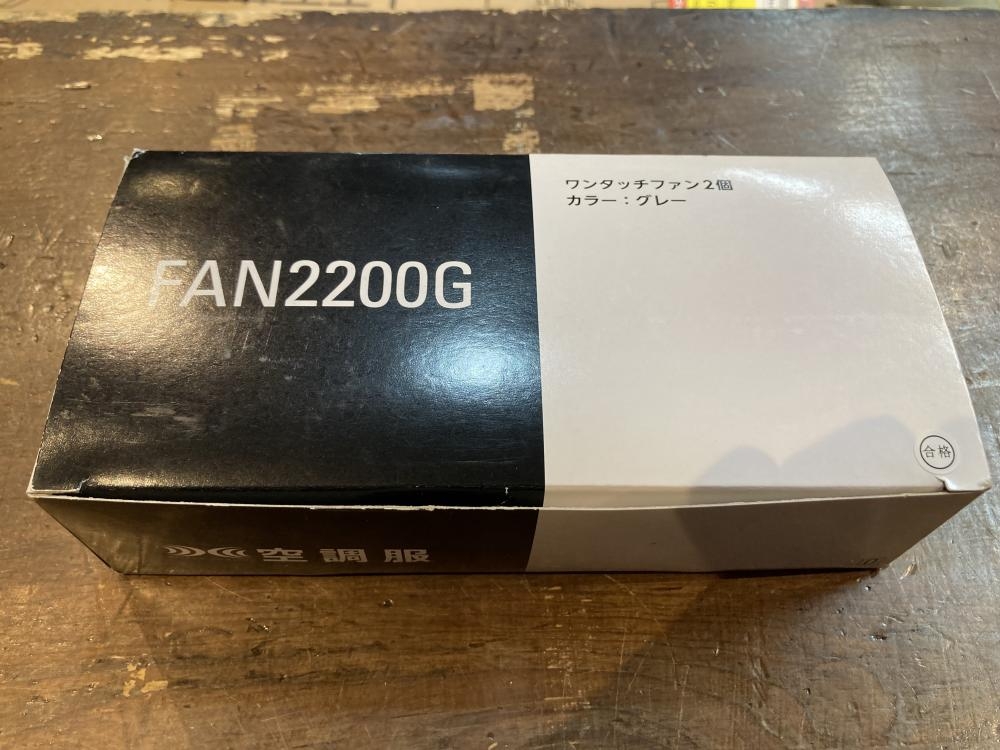 FAN2200G
ワンタッチファン2個
カラー：グレー
合格
空調服